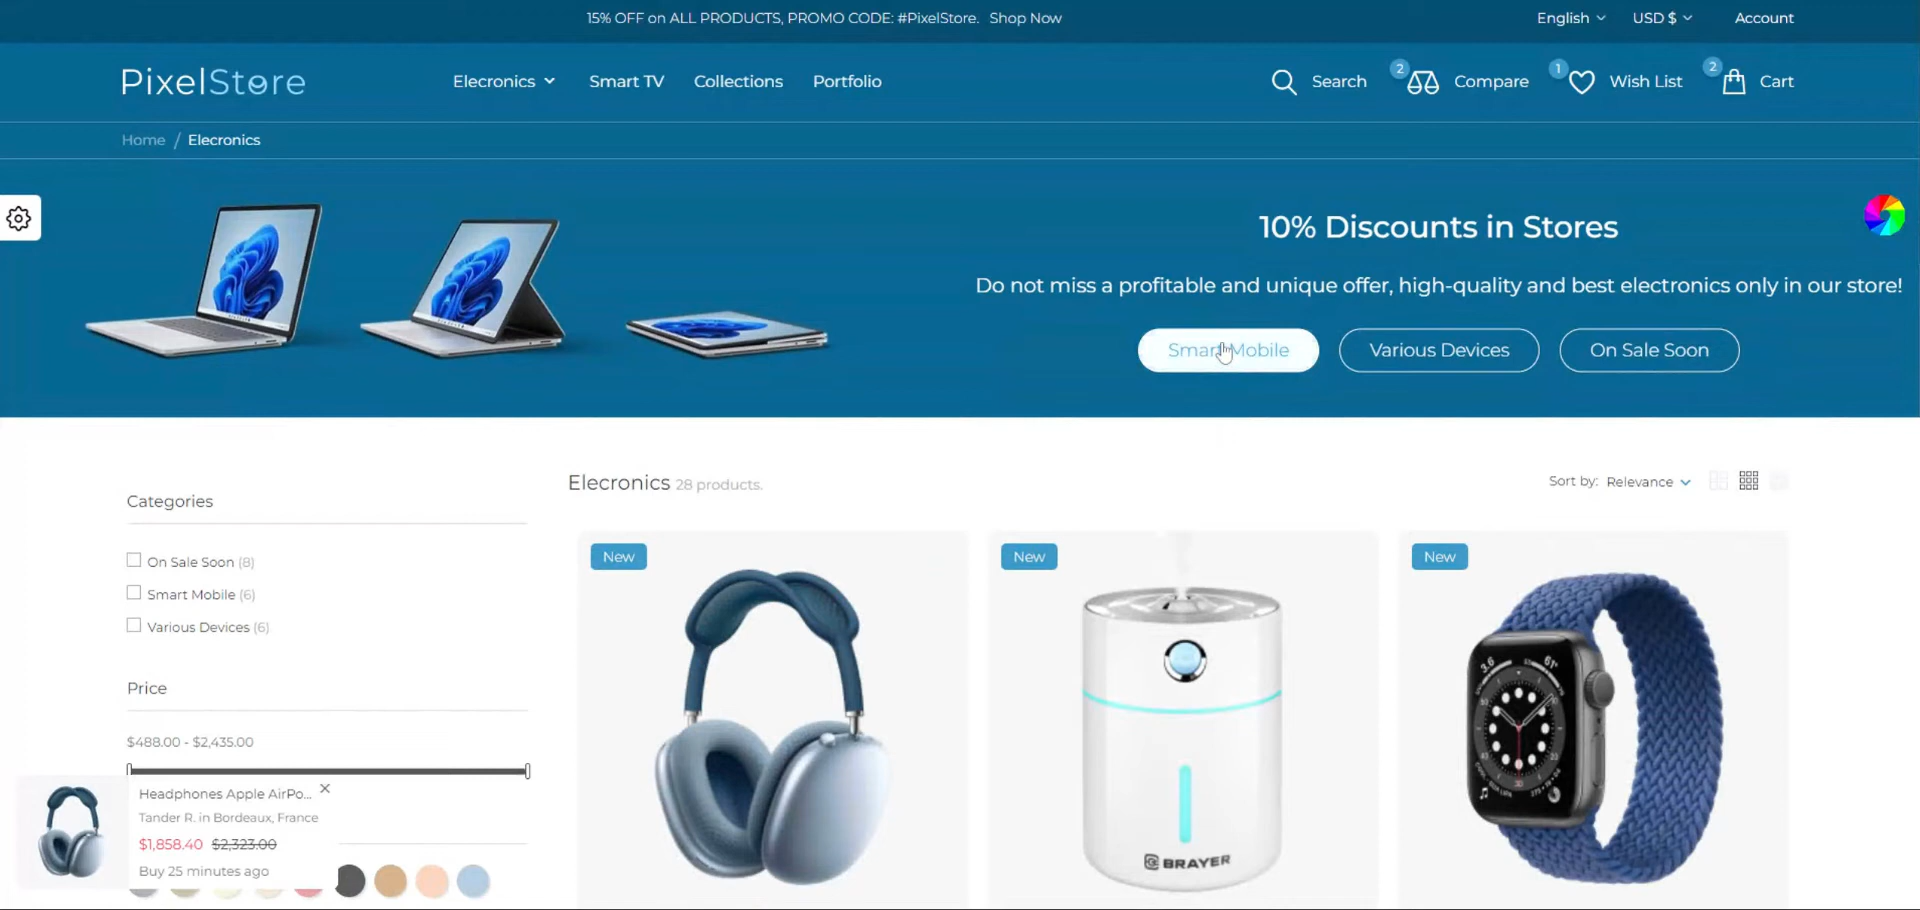 15% OFF on ALL PRODUCTS, PROMO CODE: #PixelStore. Shop Now
English
USD $
Account
PixelStore
Elecronics
Smart TV
Collections
Portfolio
Search
2
Compare
1
Wish List
2
Cart
Home / Elecronics
10% Discounts in Stores
Do not miss a profitable and unique offer, high-quality and best electronics only in our store!
Smart Mobile
Various Devices
On Sale Soon
Categories
On Sale Soon (8)
Smart Mobile (6)
Various Devices (6)
Price
$488.00 - $2,435.00
Headphones Apple AirPo...
Tander R. in Bordeaux, France
$1,858.40 $2,323.00
Buy 25 minutes ago
Elecronics 28 products.
Sort by: Relevance
New
New
BRAYER
New